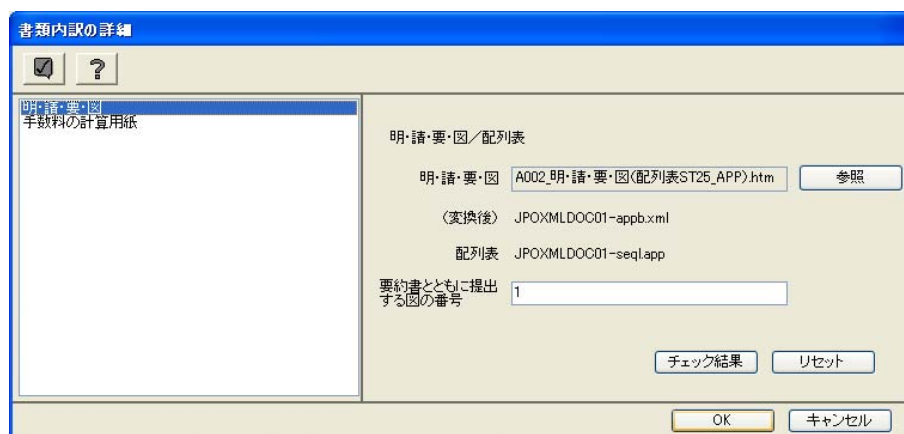 書類内訳の詳細
?
明・請・要・図
手数料の計算用紙
明・請・要・図／配列表
明・請・要・図 A002_明・請・要・図(配列表ST25_APP).htm 参照
(変換後) JPOXMLDOC01-appb.xml
配列表 JPOXMLDOC01-seql.app
要約書とともに提出
する図の番号
1
チェック結果 リセット
OK キャンセル